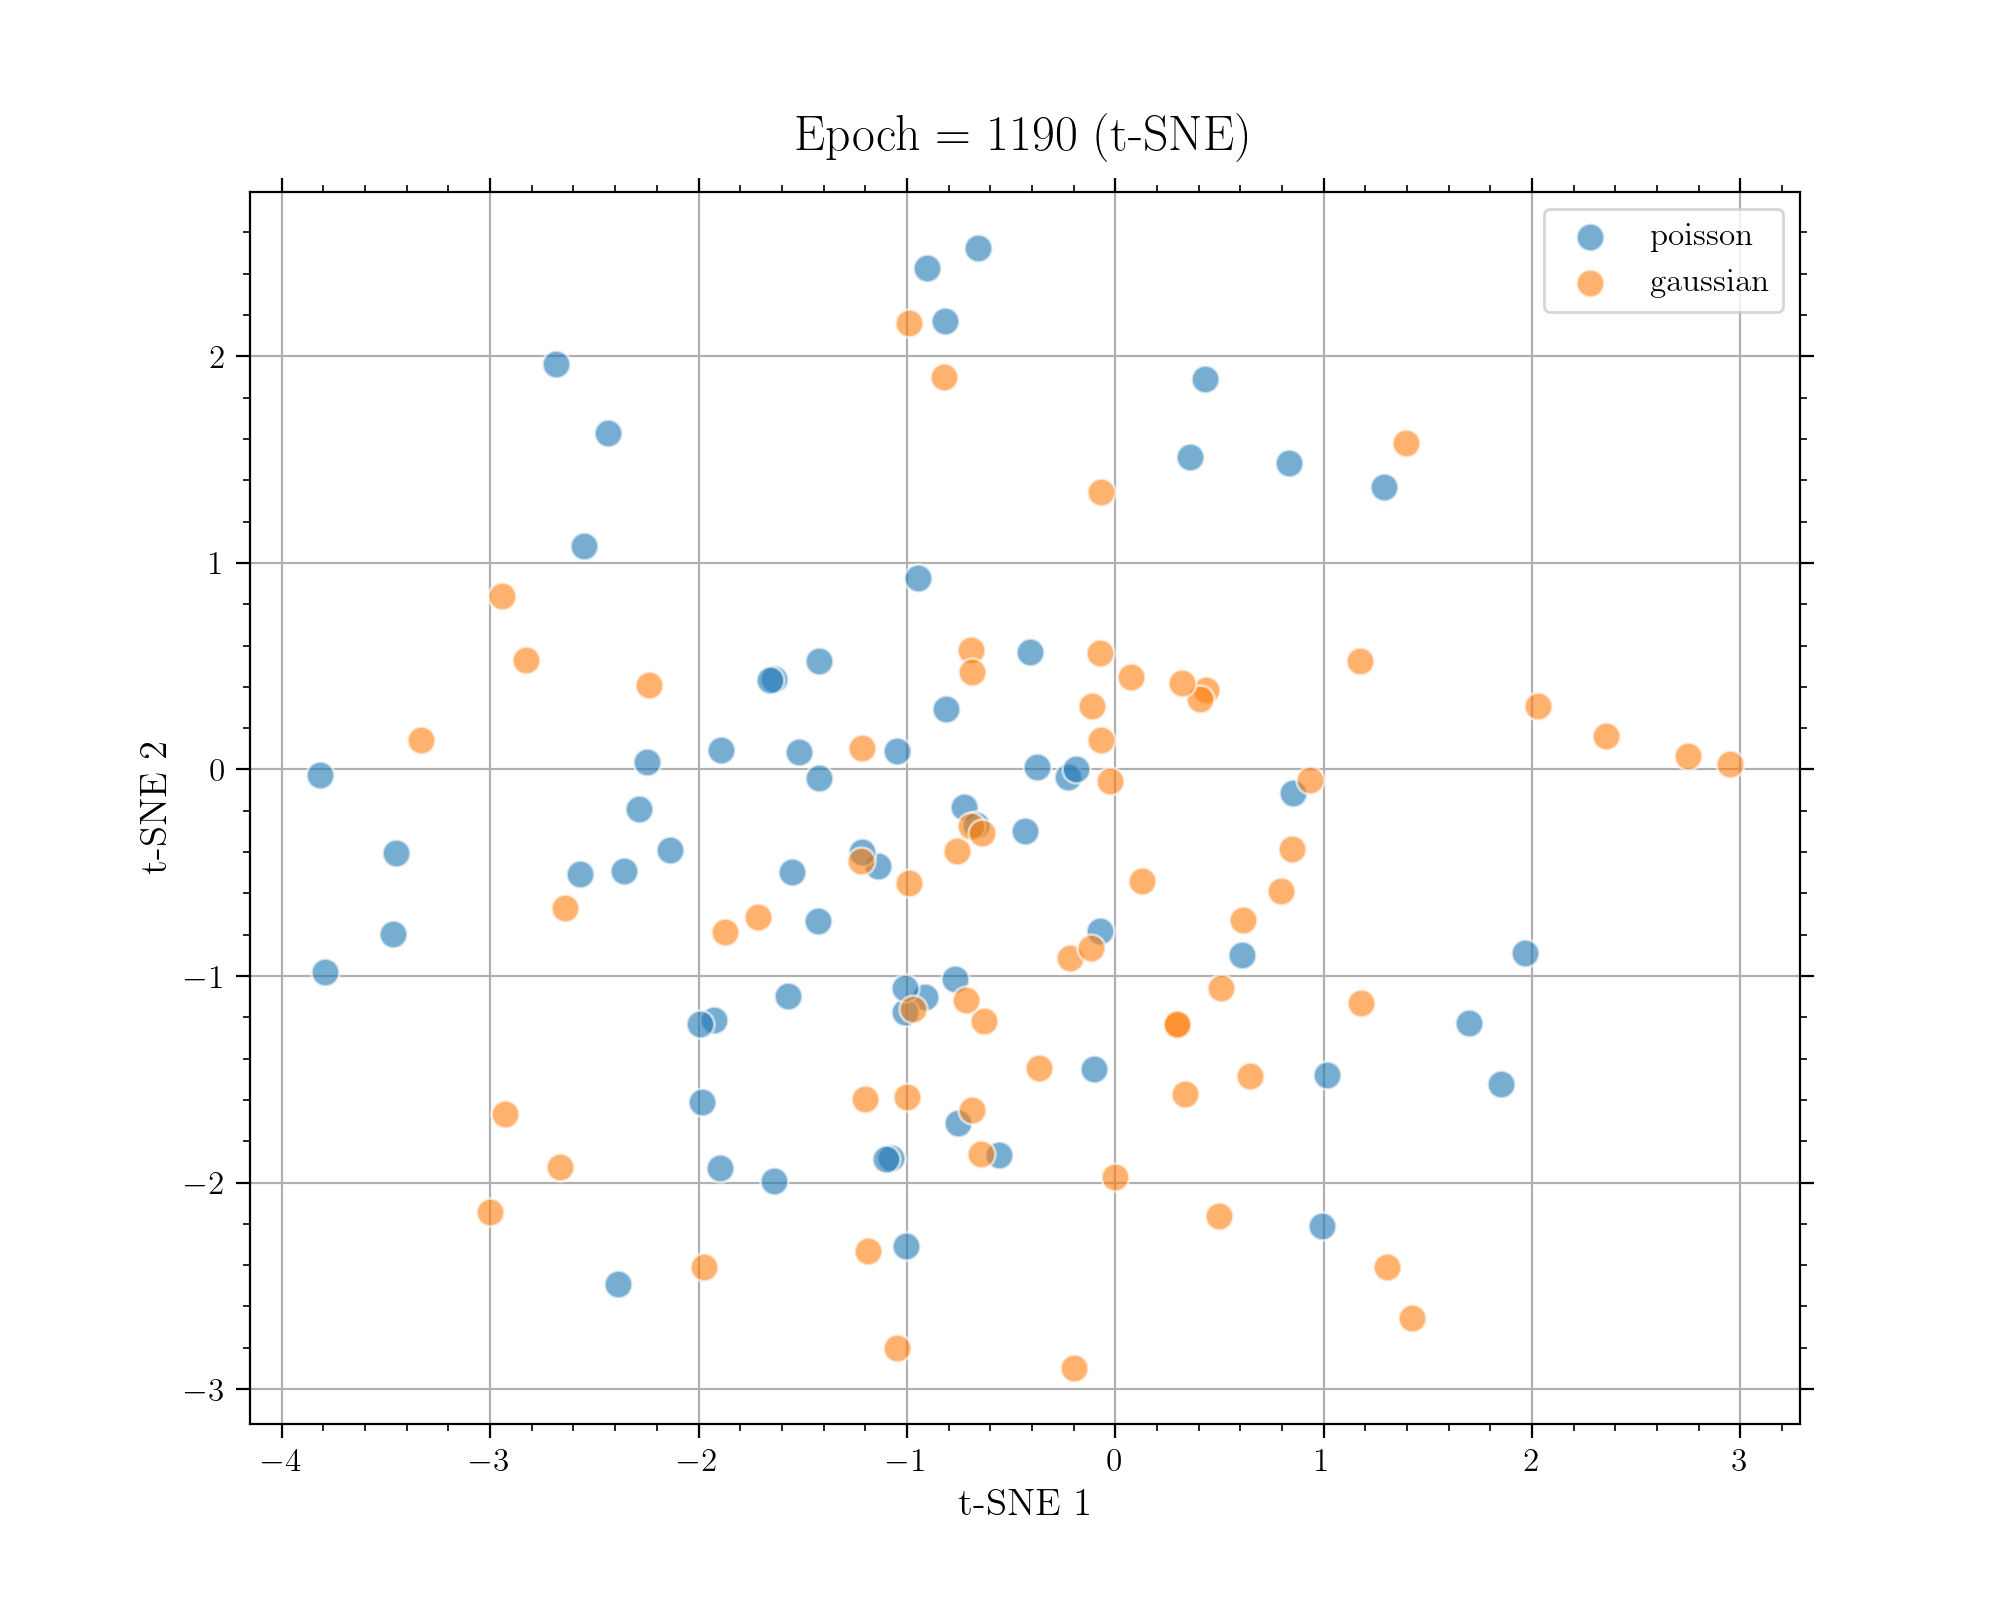 Epoch = 1190 (t-SNE)
poisson
gaussian
2
1
0
−1
−2
−3
t-SNE 2
−4 −3 −2 −1 0 1 2 3
t-SNE 1